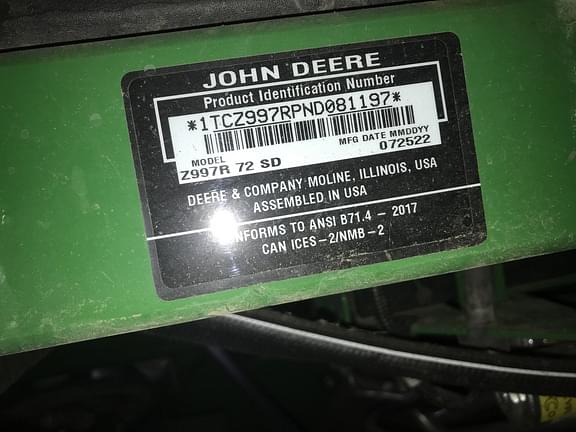 JOHN DEERE
Product Identification Number
*1TCZ997RPND081197*
MODEL MFG DATE MMDDYY
Z997R 72 SD 072522
DEERE & COMPANY MOLINE, ILLINOIS, USA
ASSEMBLED IN USA
NFORMS TO ANSI B71.4 - 2017
CAN ICES-2/NMB-2